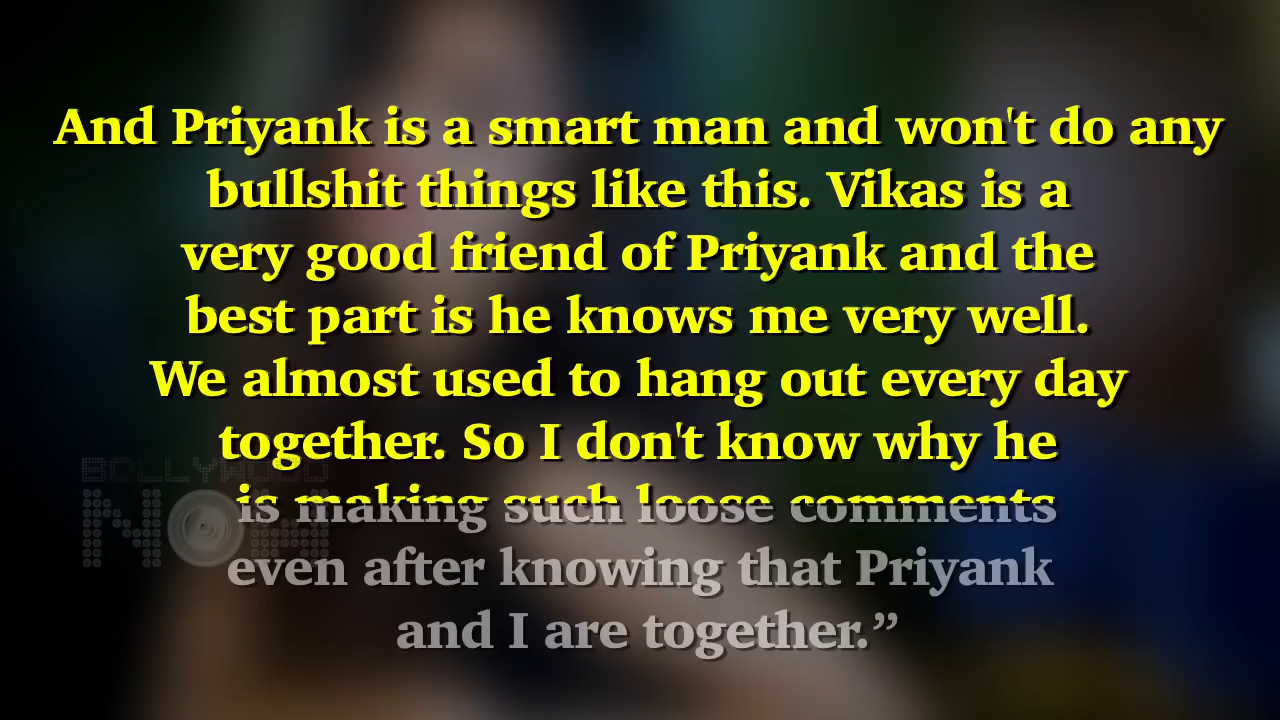 And Priyank is a smart man and won't do any
bullshit things like this. Vikas is a
very good friend of Priyank and the
best part is he knows me very well.
We almost used to hang out every day
together. So I don't know why he
is making such loose comments
even after knowing that Priyank
and I are together.”
BOLLYWOOD
NOW